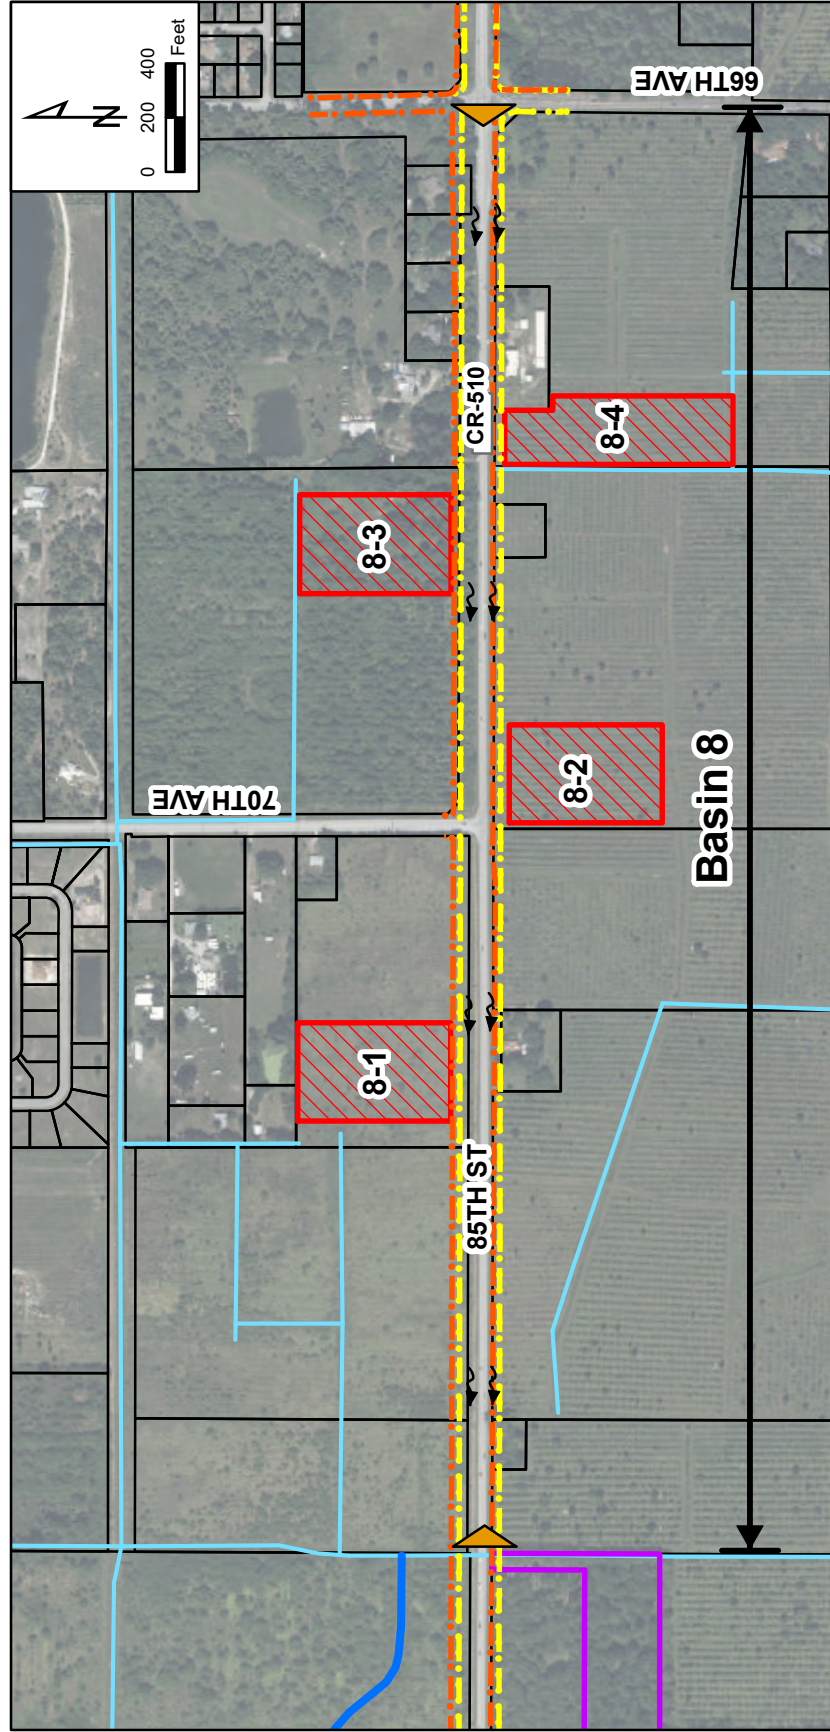 N
0 200 400
Feet
66TH AVE
CR-510
8-4
8-3
70TH AVE
8-2
Basin 8
8-1
85TH ST